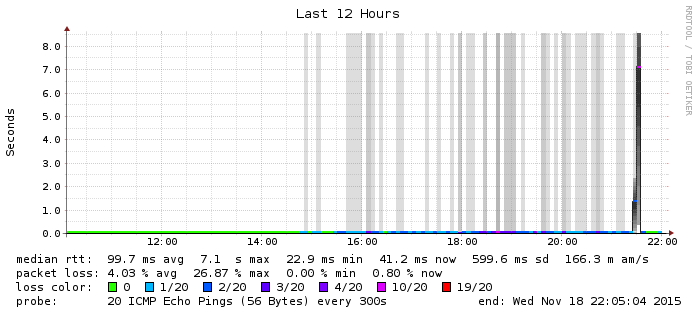 Last 12 Hours
RRDTOOL / TOBI OETIKER
Seconds
8.0
7.0
6.0
5.0
4.0
3.0
2.0
1.0
0.0
12:00 14:00 16:00 18:00 20:00 22:00
median rtt: 99.7 ms avg 7.1 s max 22.9 ms min 41.2 ms now 599.6 ms sd 166.3 m am/s
packet loss: 4.03 % avg 26.87 % max 0.00 % min 0.80 % now
loss color: 0 1/20 2/20 3/20 4/20 10/20 19/20
probe: 20 ICMP Echo Pings (56 Bytes) every 300s end: Wed Nov 18 22:05:04 2015